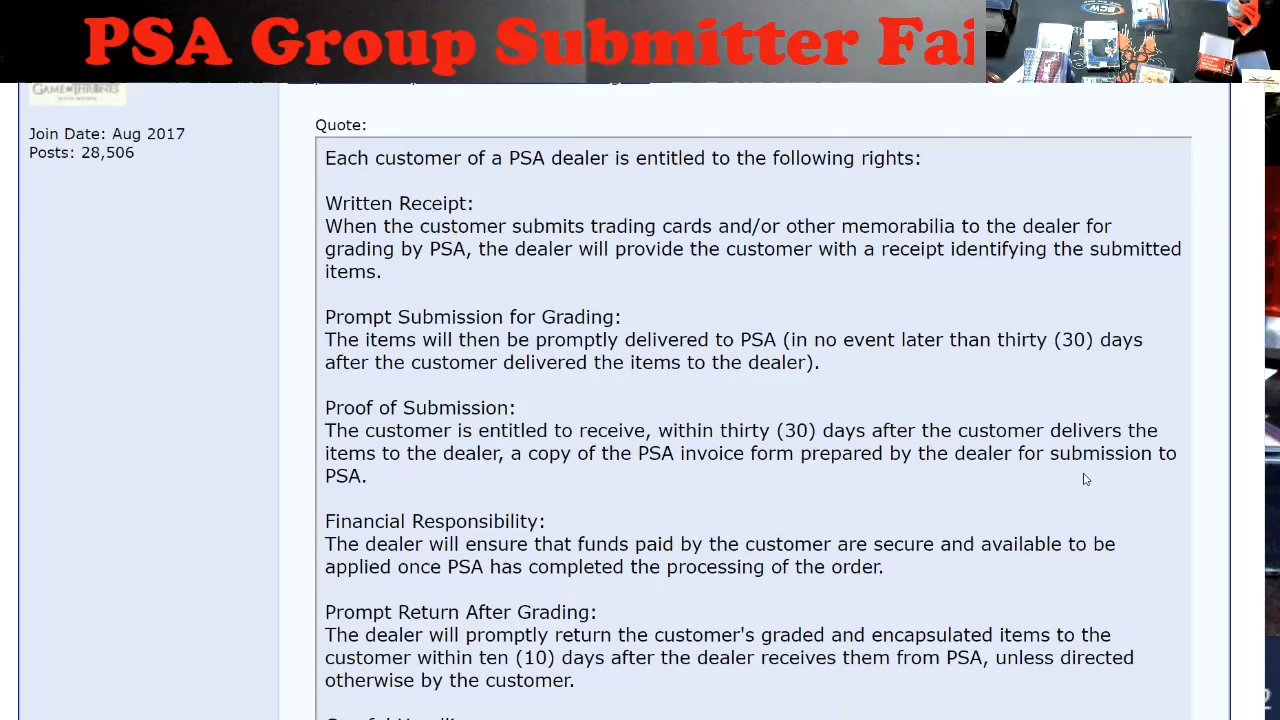 PSA Group Submitter Fai
GAME OF THRONES
Join Date: Aug 2017
Posts: 28,506
Quote:
Each customer of a PSA dealer is entitled to the following rights:
Written Receipt:
When the customer submits trading cards and/or other memorabilia to the dealer for
grading by PSA, the dealer will provide the customer with a receipt identifying the submitted
items.
Prompt Submission for Grading:
The items will then be promptly delivered to PSA (in no event later than thirty (30) days
after the customer delivered the items to the dealer).
Proof of Submission:
The customer is entitled to receive, within thirty (30) days after the customer delivers the
items to the dealer, a copy of the PSA invoice form prepared by the dealer for submission to
PSA.
Financial Responsibility:
The dealer will ensure that funds paid by the customer are secure and available to be
applied once PSA has completed the processing of the order.
Prompt Return After Grading:
The dealer will promptly return the customer's graded and encapsulated items to the
customer within ten (10) days after the dealer receives them from PSA, unless directed
otherwise by the customer.